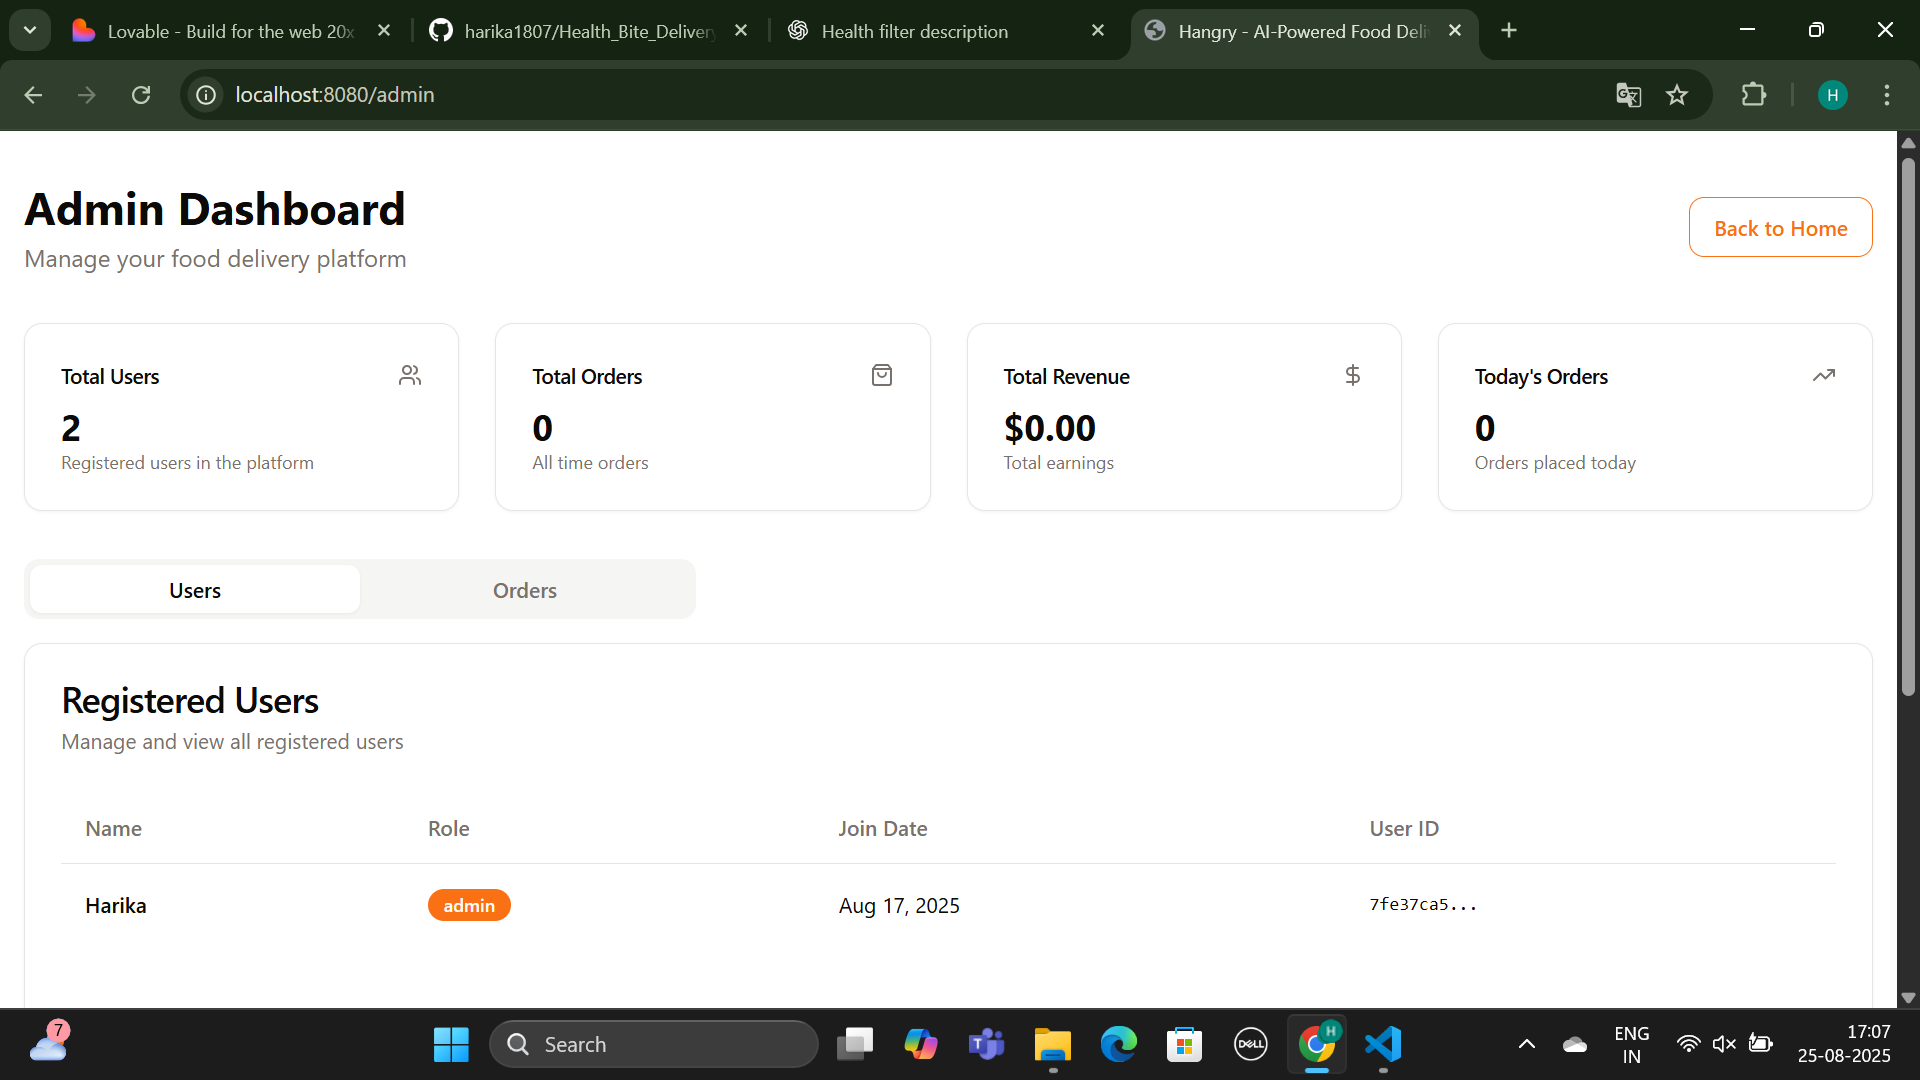 Lovable - Build for the web 20x
harika1807/Health_Bite_Delivery
Health filter description
Hangry - AI-Powered Food Deli
localhost:8080/admin
H
Admin Dashboard
Manage your food delivery platform
Back to Home
Total Users
2
Registered users in the platform
Total Orders
0
All time orders
Total Revenue
$0.00
Total earnings
Today's Orders
0
Orders placed today
Users
Orders
Registered Users
Manage and view all registered users
Name Role Join Date User ID
Harika admin Aug 17, 2025 7fe37ca5...
7
Search
T
DELL
H
ENG
IN
17:07
25-08-2025